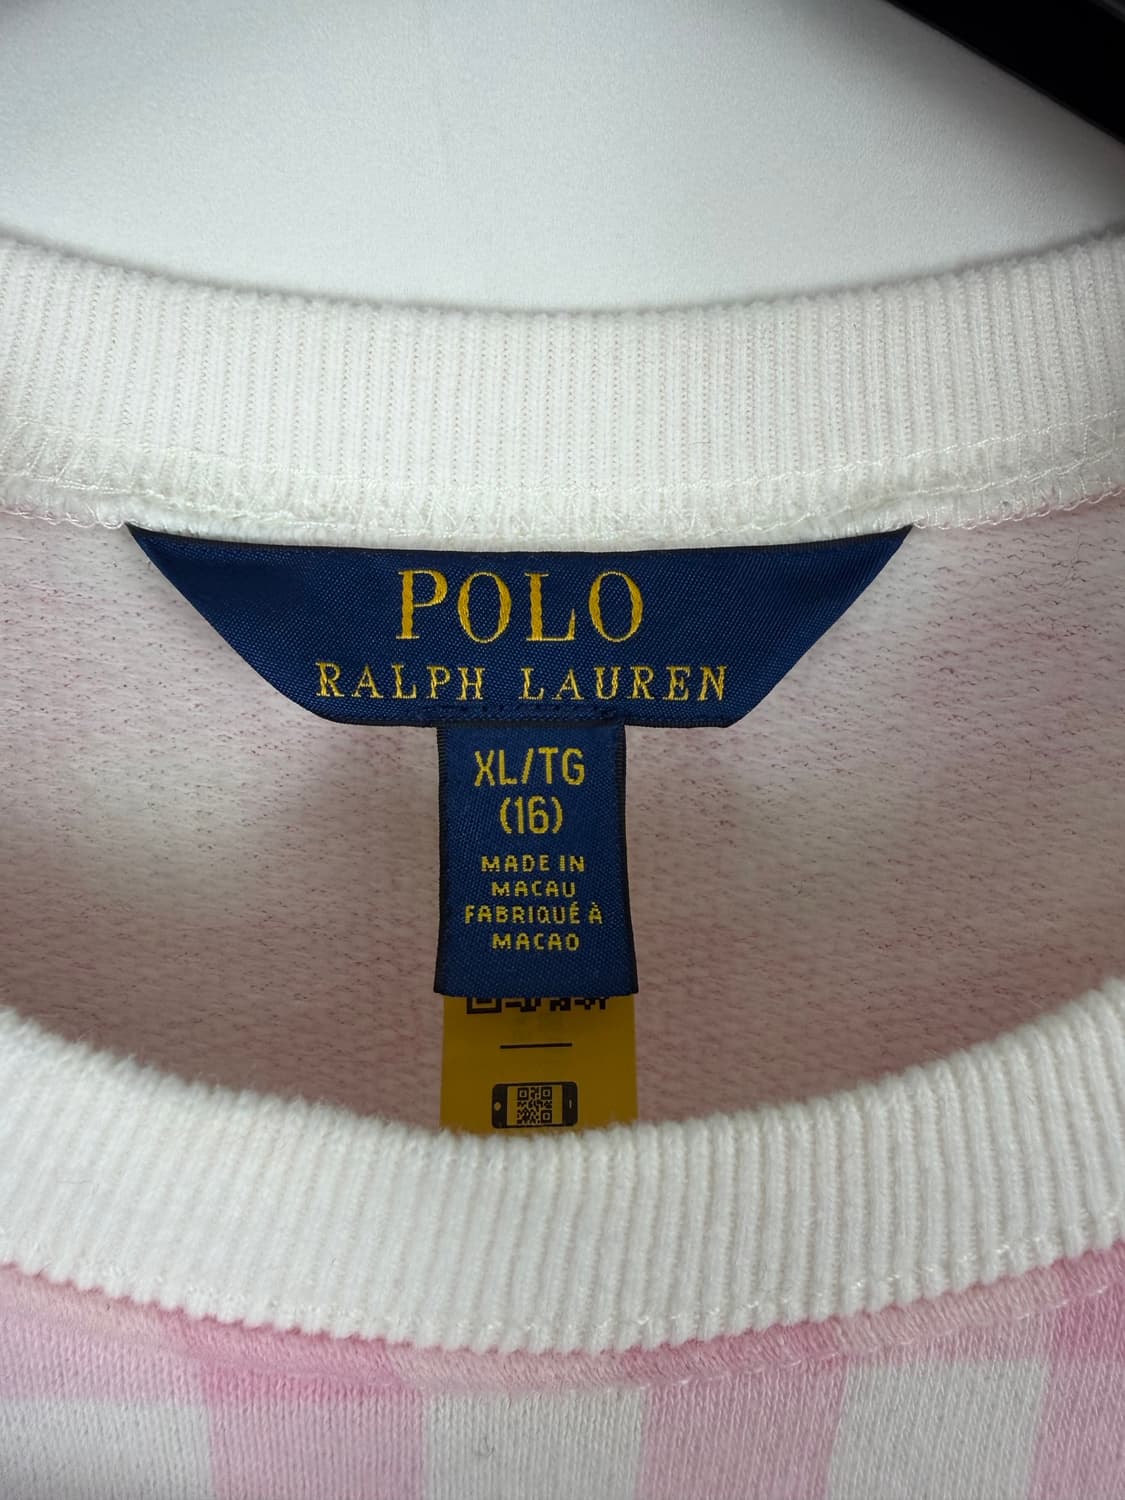 POLO
RALPH LAUREN
XL/TG
(16)
MADE IN
MACAU
FABRIQUÉ À
MACAO